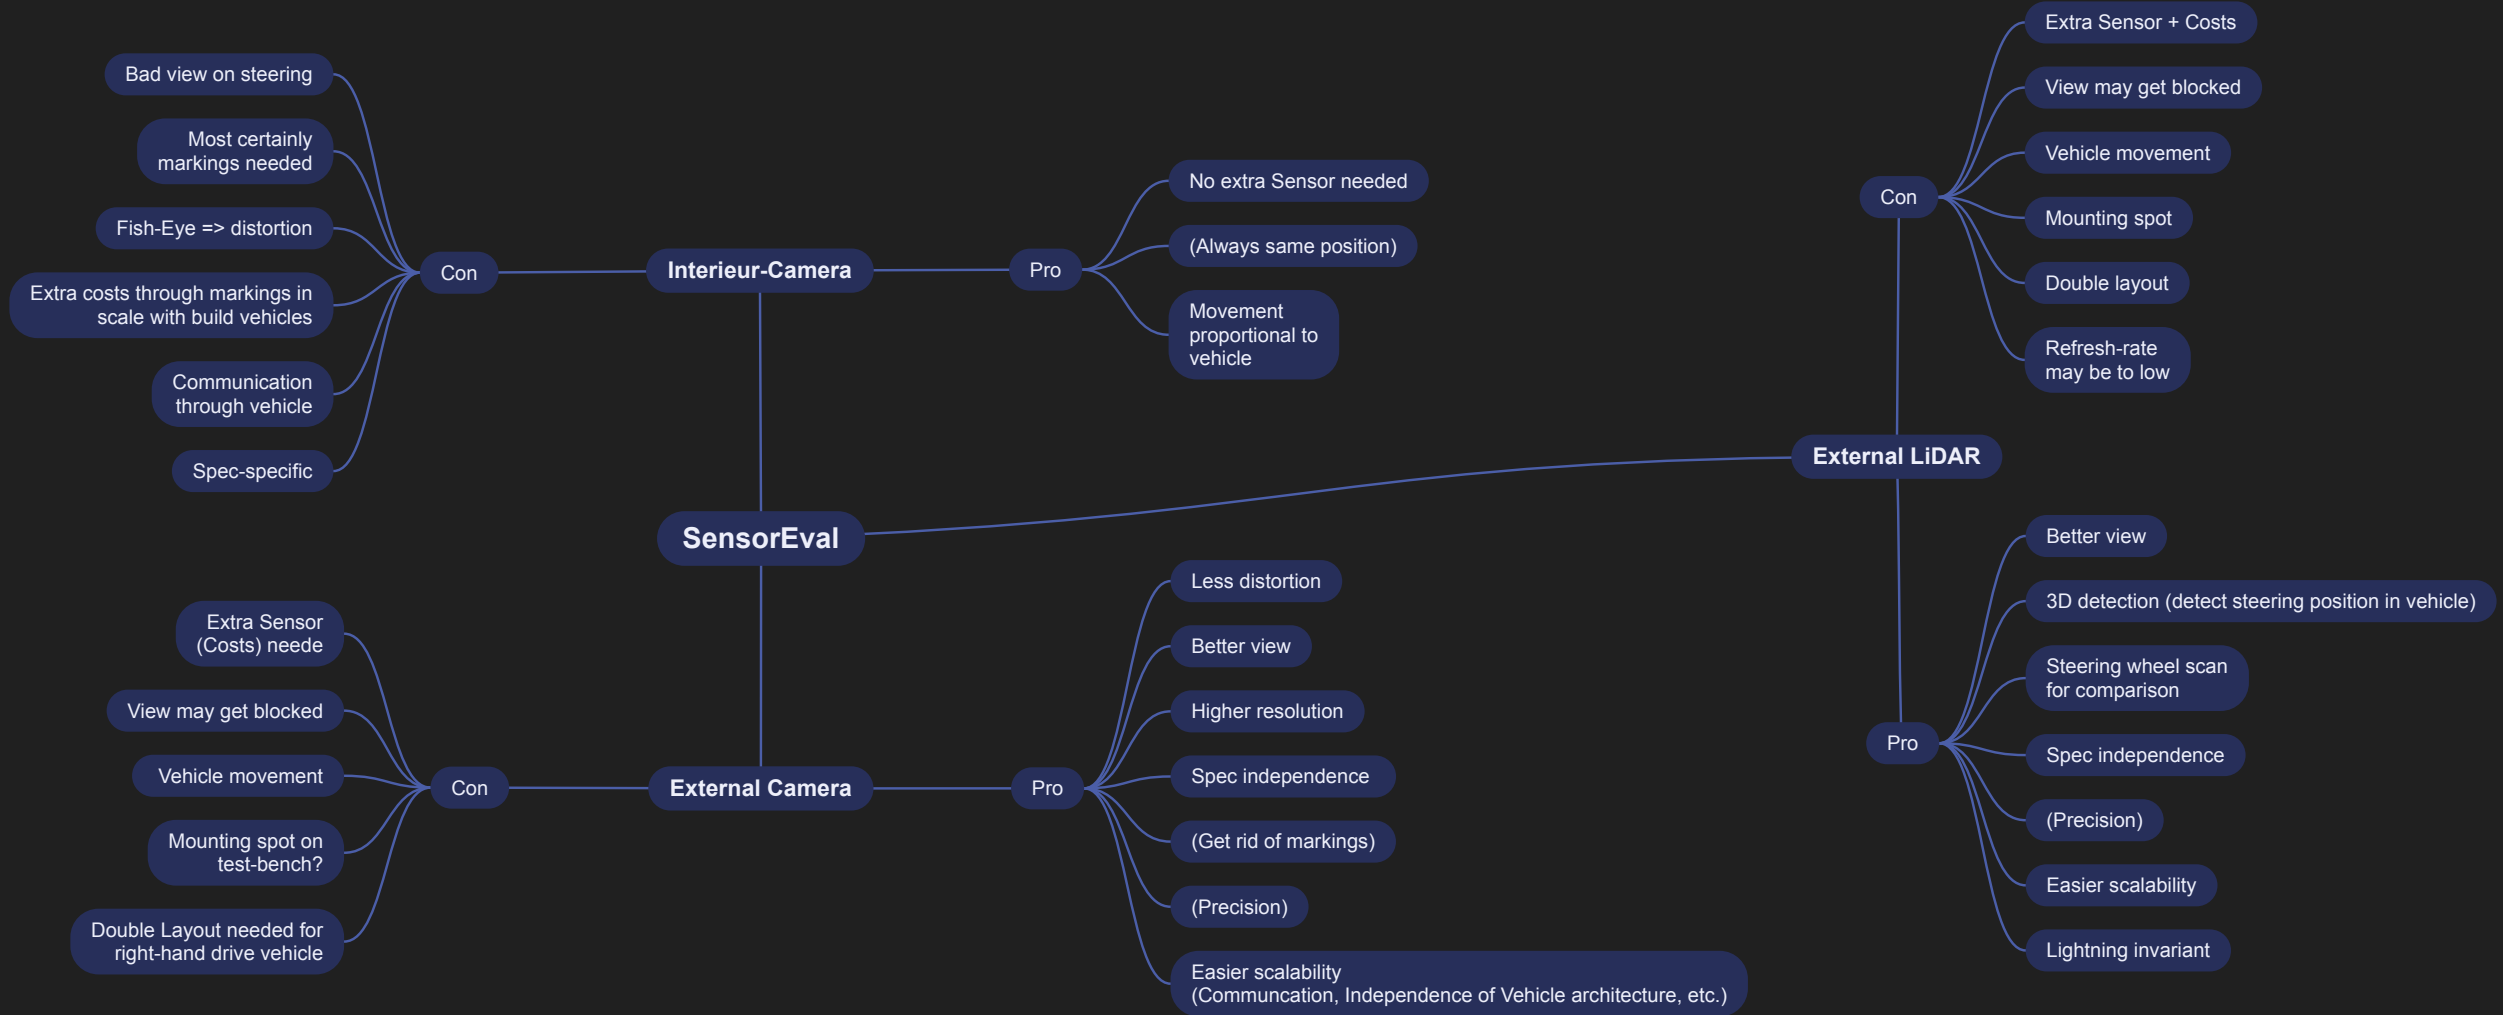 SensorEval
Interieur-Camera
Con
Bad view on steering
Most certainly
markings needed
Fish-Eye => distortion
Extra costs through markings in
scale with build vehicles
Communication
through vehicle
Spec-specific
Pro
No extra Sensor needed
(Always same position)
Movement
proportional to
vehicle
External Camera
Con
Extra Sensor
(Costs) neede
View may get blocked
Vehicle movement
Mounting spot on
test-bench?
Double Layout needed for
right-hand drive vehicle
Pro
Less distortion
Better view
Higher resolution
Spec independence
(Get rid of markings)
(Precision)
Easier scalability
(Communcation, Independence of Vehicle architecture, etc.)
External LiDAR
Con
Extra Sensor + Costs
View may get blocked
Vehicle movement
Mounting spot
Double layout
Refresh-rate
may be to low
Pro
Better view
3D detection (detect steering position in vehicle)
Steering wheel scan
for comparison
Spec independence
(Precision)
Easier scalability
Lightning invariant